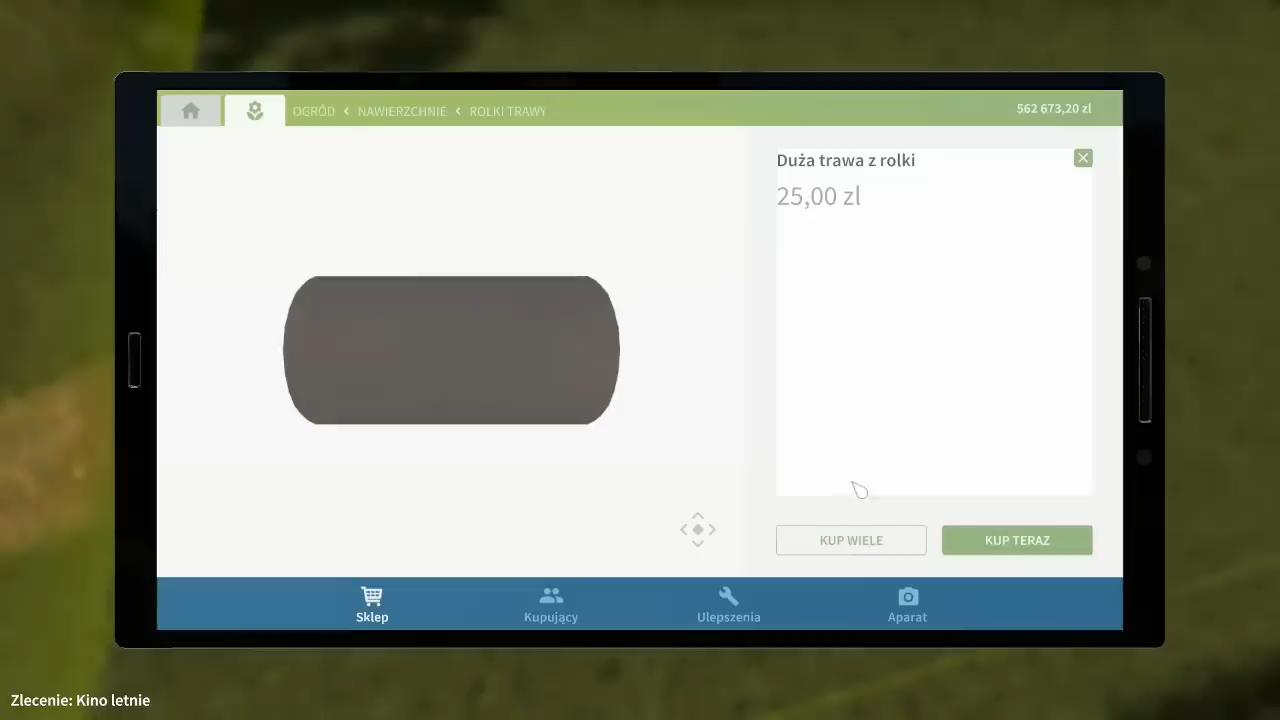 OGRÓD < NAWIERZCHNIE < ROLKI TRAWY
562 673,20 zl
Duża trawa z rolki
25,00 zl
KUP WIELE
KUP TERAZ
Sklep
Kupujący
Ulepszenia
Aparat
Zlecenie: Kino letnie